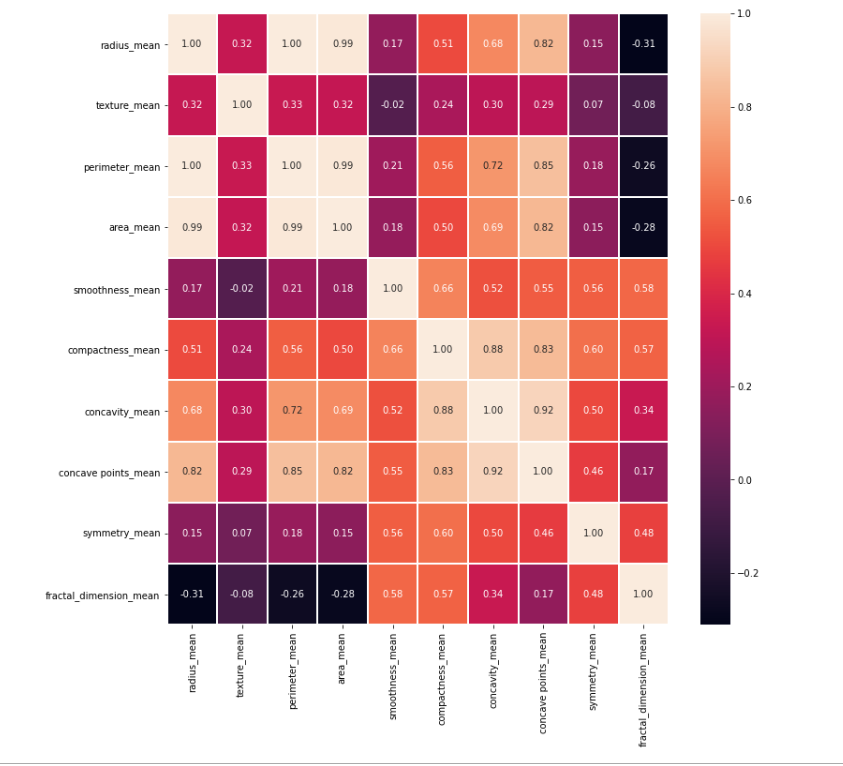 radius_mean 1.00 0.32 1.00 0.99 0.17 0.51 0.68 0.82 0.15 -0.31
texture_mean 0.32 1.00 0.33 0.32 -0.02 0.24 0.30 0.29 0.07 -0.08
perimeter_mean 1.00 0.33 1.00 0.99 0.21 0.56 0.72 0.85 0.18 -0.26
area_mean 0.99 0.32 0.99 1.00 0.18 0.50 0.69 0.82 0.15 -0.28
smoothness_mean 0.17 -0.02 0.21 0.18 1.00 0.66 0.52 0.55 0.56 0.58
compactness_mean 0.51 0.24 0.56 0.50 0.66 1.00 0.88 0.83 0.60 0.57
concavity_mean 0.68 0.30 0.72 0.69 0.52 0.88 1.00 0.92 0.50 0.34
concave points_mean 0.82 0.29 0.85 0.82 0.55 0.83 0.92 1.00 0.46 0.17
symmetry_mean 0.15 0.07 0.18 0.15 0.56 0.60 0.50 0.46 1.00 0.48
fractal_dimension_mean -0.31 -0.08 -0.26 -0.28 0.58 0.57 0.34 0.17 0.48 1.00
radius_mean
texture_mean
perimeter_mean
area_mean
smoothness_mean
compactness_mean
concavity_mean
concave points_mean
symmetry_mean
fractal_dimension_mean
1.0
0.8
0.6
0.4
0.2
0.0
−0.2